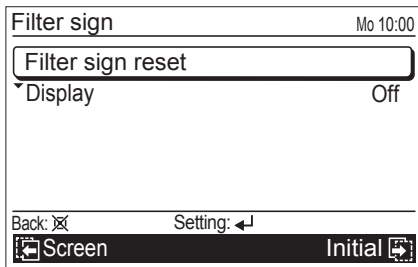 Filter sign Mo 10:00
Filter sign reset
Display Off
Back: Setting:
Screen Initial